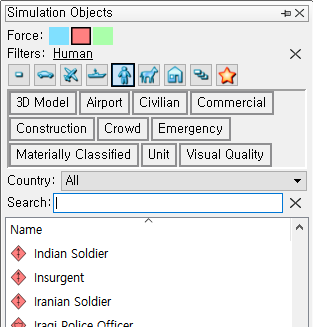 Simulation Objects
Force:
Filters: Human
3D Model Airport Civilian Commercial
Construction Crowd Emergency
Materially Classified Unit Visual Quality
Country: All
Search:
Name
Indian Soldier
Insurgent
Iranian Soldier
Iraqi Police Officer